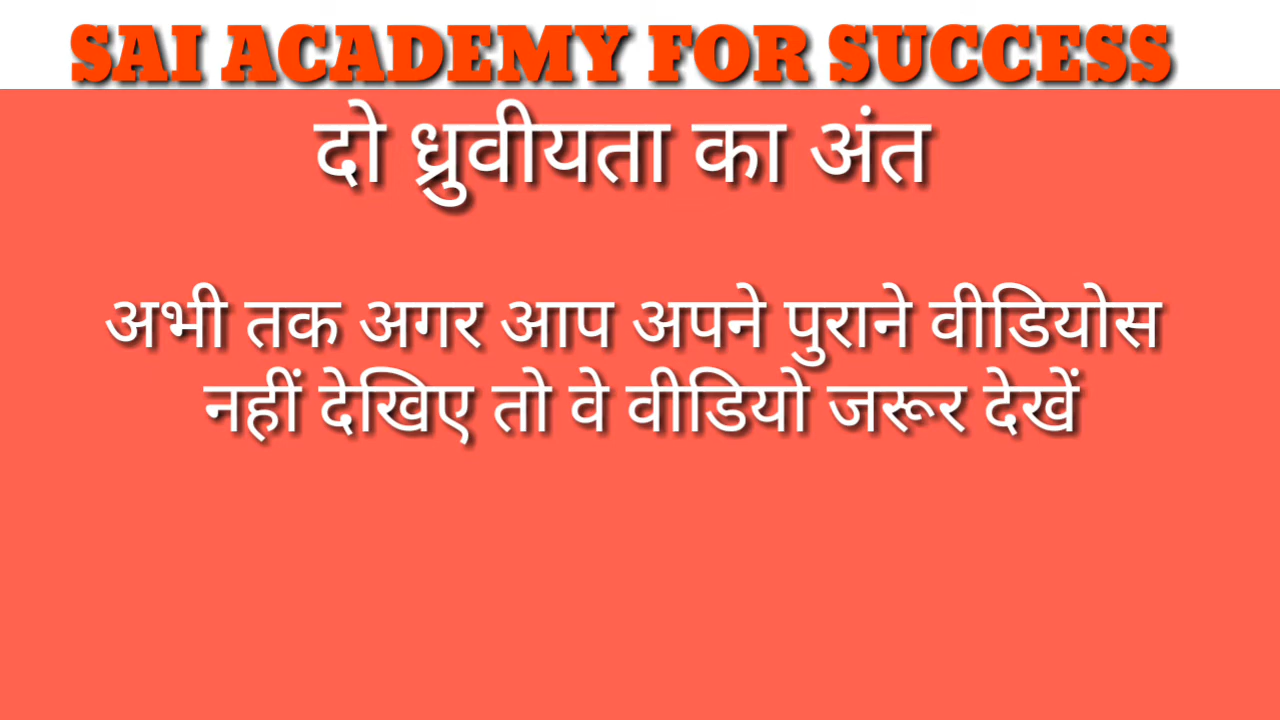 SAI ACADEMY FOR SUCCESS
दो ध्रुवीयता का अंत
अभी तक अगर आप अपने पुराने वीडियोस
नहीं देखिए तो वे वीडियो जरूर देखें